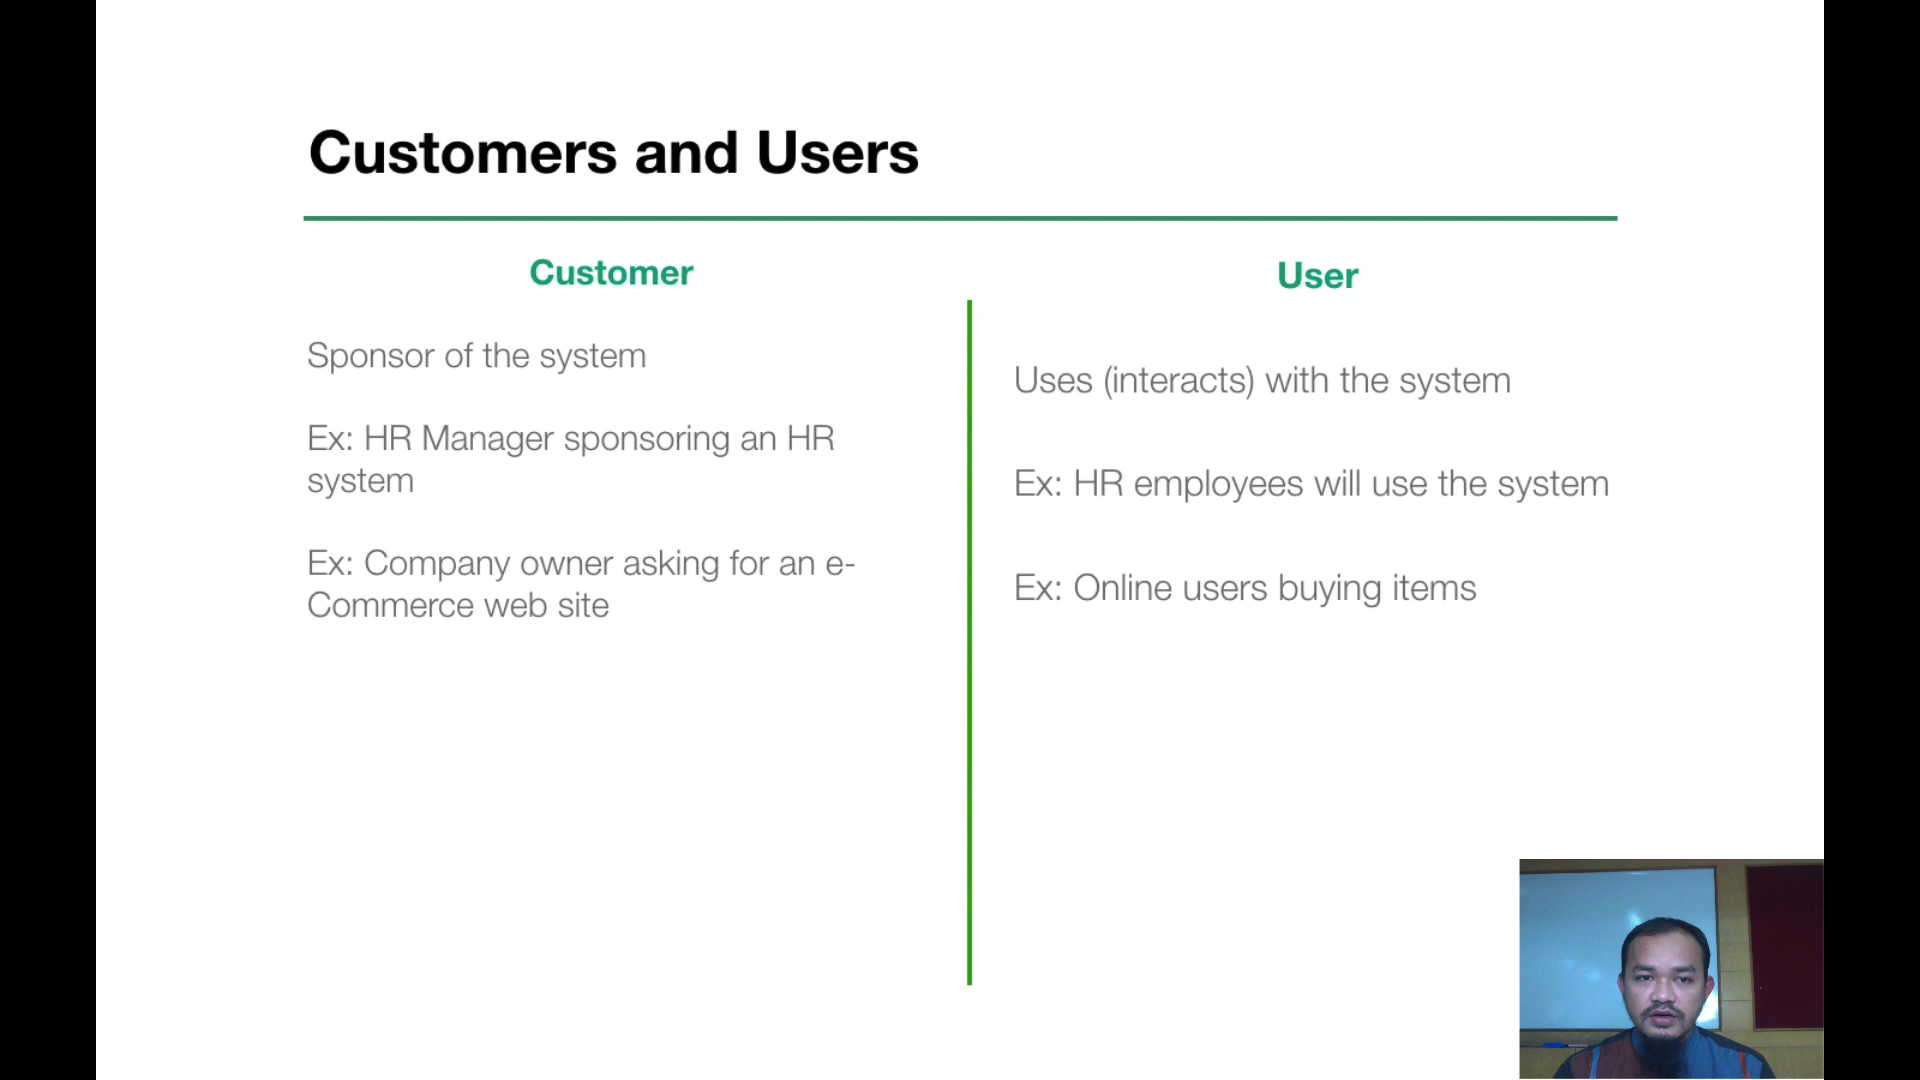 Customers and Users
Customer
Sponsor of the system
Ex: HR Manager sponsoring an HR
system
Ex: Company owner asking for an e-
Commerce web site
User
Uses (interacts) with the system
Ex: HR employees will use the system
Ex: Online users buying items